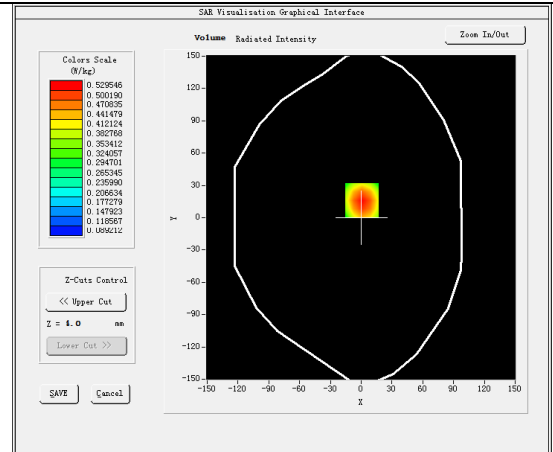 SAR Visualisation Graphical Interface
Volume Radiated Intensity
Zoom In/Out
Colors Scale
(W/kg)
0.529546
0.500190
0.470835
0.441479
0.412124
0.382768
0.353412
0.324057
0.294701
0.265345
0.235990
0.206634
0.177279
0.147923
0.118567
0.089212
Z-Cuts Control
<< Upper Cut
Z = 4.0 mm
Lower Cut >>
SAVE Cancel
150
120
90
60
30
0
-30
-60
-90
-120
-150
Y
-150 -120 -90 -60 -30 0 30 60 90 120 150
X